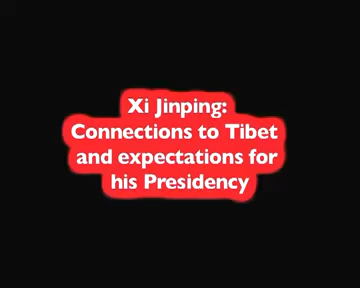 Xi Jinping:
Connections to Tibet
and expectations for
his Presidency